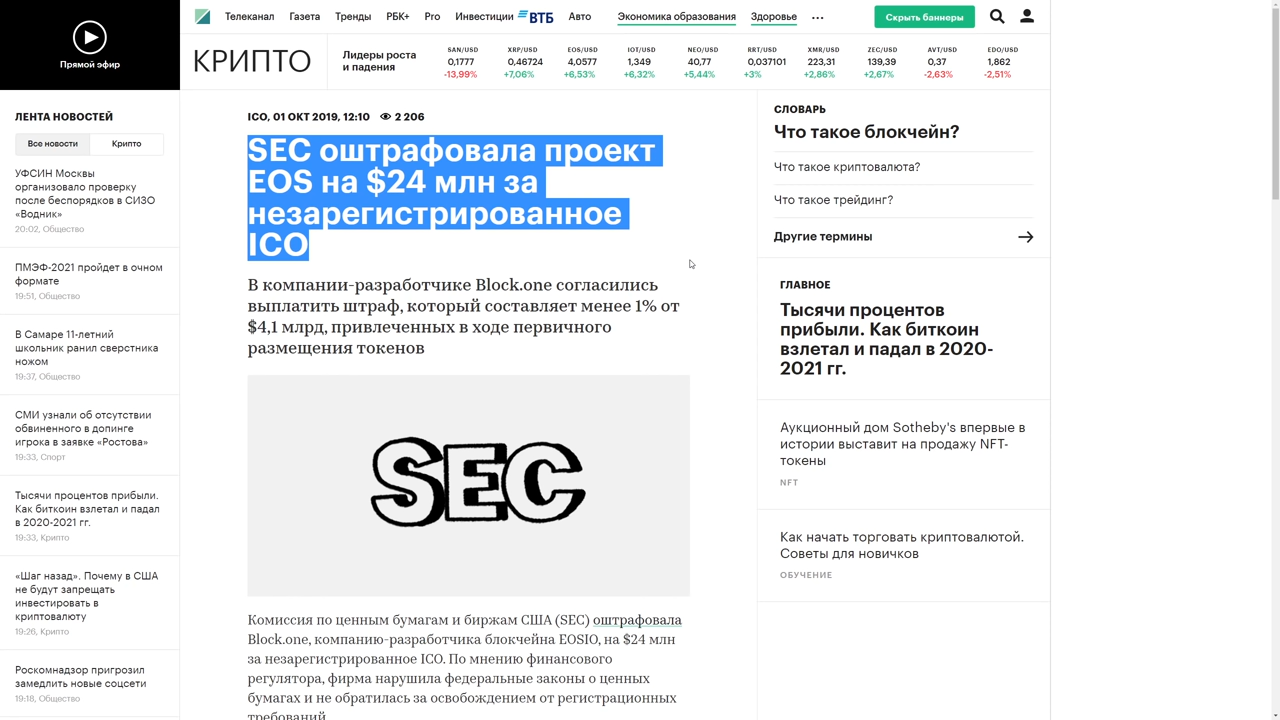 Прямой эфир
Телеканал
Газета
Тренды
РБК+
Pro
Инвестиции
ВТБ
Авто
Экономика образования
Здоровье
Скрыть баннеры
КРИПТО
Лидеры роста
и падения
SAN/USD
0,1777
-13,99%
XRP/USD
0,46724
+7,06%
EOS/USD
4,0577
+6,53%
IOT/USD
1,349
+6,32%
NEO/USD
40,77
+5,44%
RRT/USD
0,037101
+3%
XMR/USD
223,31
+2,86%
ZEC/USD
139,39
+2,67%
AVT/USD
0,37
-2,63%
EDO/USD
1,862
-2,51%
ЛЕНТА НОВОСТЕЙ
Все новости
Крипто
УФСИН Москвы
организовало проверку
после беспорядков в СИЗО
«Водник»
20:02, Общество
ПМЭФ-2021 пройдет в очном
формате
19:51, Общество
В Самаре 11-летний
школьник ранил сверстника
ножом
19:37, Общество
СМИ узнали об отсутствии
обвиненного в допинге
игрока в заявке «Ростова»
19:33, Спорт
Тысячи процентов прибыли.
Как биткоин взлетал и падал
в 2020-2021 гг.
19:33, Крипто
«Шаг назад». Почему в США
не будут запрещать
инвестировать в
криптовалюту
19:26, Крипто
Роскомнадзор пригрозил
замедлить новые соцсети
19:18, Общество
ICO, 01 ОКТ 2019, 12:10
2 206
SEC оштрафовала проект
EOS на $24 млн за
незарегистрированное
ICO
В компании-разработчике Block.one согласились
выплатить штраф, который составляет менее 1% от
$4,1 млрд, привлеченных в ходе первичного
размещения токенов
SEC
Комиссия по ценным бумагам и биржам США (SEC) оштрафовала
Block.one, компанию-разработчика блокчейна EOSIO, на $24 млн
за незарегистрированное ICO. По мнению финансового
регулятора, фирма нарушила федеральные законы о ценных
бумагах и не обратилась за освобождением от регистрационных
требований.
СЛОВАРЬ
Что такое блокчейн?
Что такое криптовалюта?
Что такое трейдинг?
Другие термины
ГЛАВНОЕ
Тысячи процентов
прибыли. Как биткоин
взлетал и падал в 2020-
2021 гг.
Аукционный дом Sotheby's впервые в
истории выставит на продажу NFT-
токены
NFT
Как начать торговать криптовалютой.
Советы для новичков
ОБУЧЕНИЕ